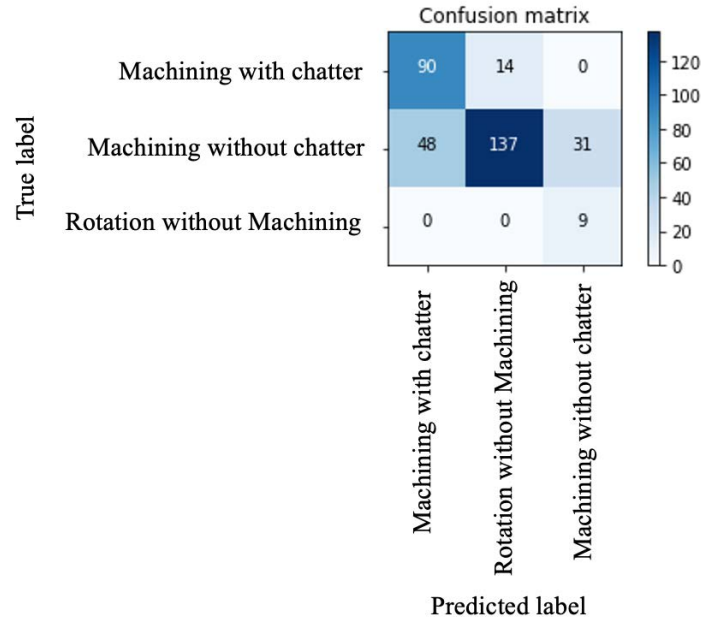 Confusion matrix
True label
Machining with chatter
90 14 0
Machining without chatter
48 137 31
Rotation without Machining
0 0 9
120
100
80
60
40
20
0
Machining with chatter
Rotation without Machining
Machining without chatter
Predicted label